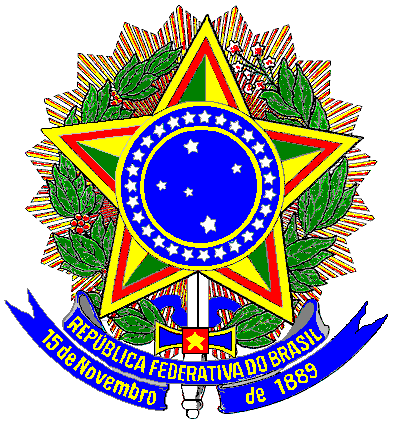 REPÚBLICA FEDERATIVA DO BRASIL
15 de Novembro de 1889